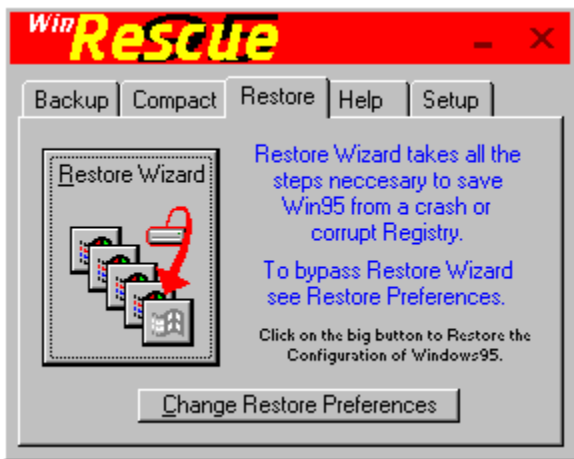 Win Rescue
Backup Compact Restore Help Setup
Restore Wizard
Restore Wizard takes all the
steps neccesary to save
Win95 from a crash or
corrupt Registry.
To bypass Restore Wizard
see Restore Preferences.
Click on the big button to Restore the
Configuration of Windows95.
Change Restore Preferences